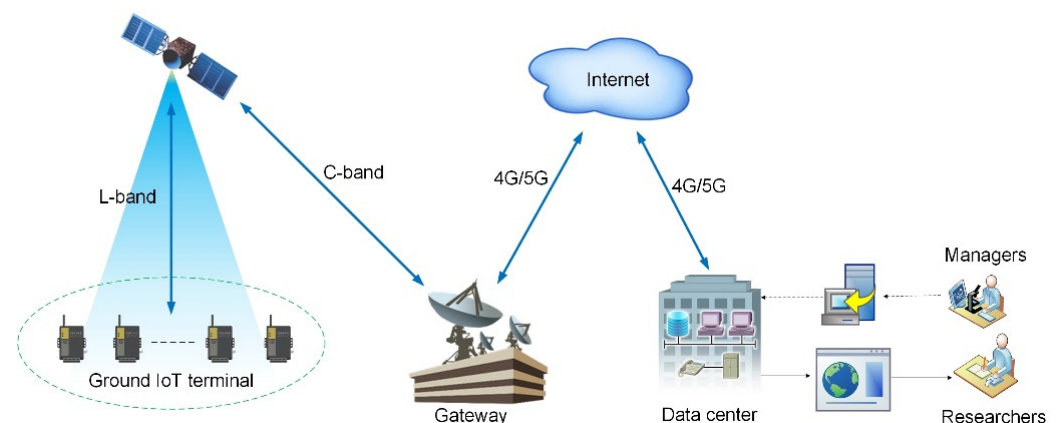 Internet
C-band
4G/5G
4G/5G
L-band
Managers
Ground IoT terminal
Gateway
Data center
Researchers